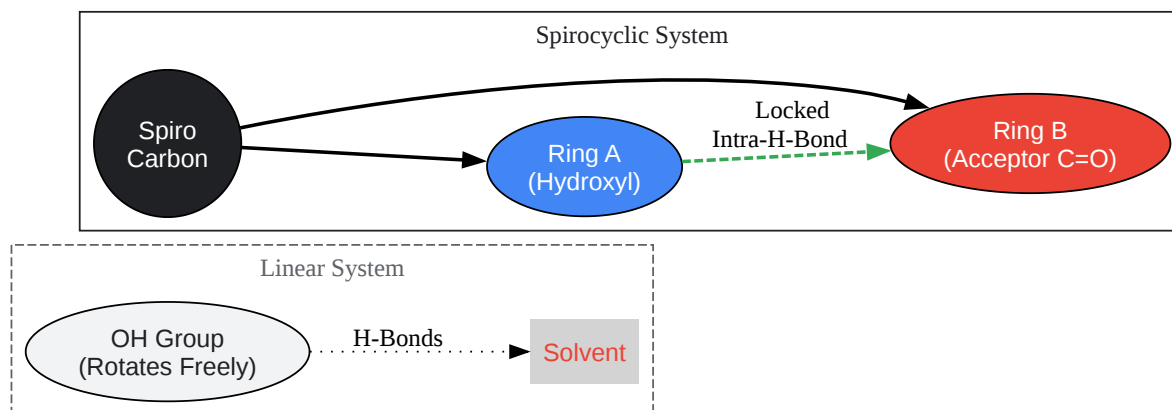 Spirocyclic System
Spiro
Carbon
Ring A
(Hydroxyl)
Locked
Intra-H-Bond
Ring B
(Acceptor C=O)
Linear System
OH Group
(Rotates Freely)
H-Bonds
Solvent